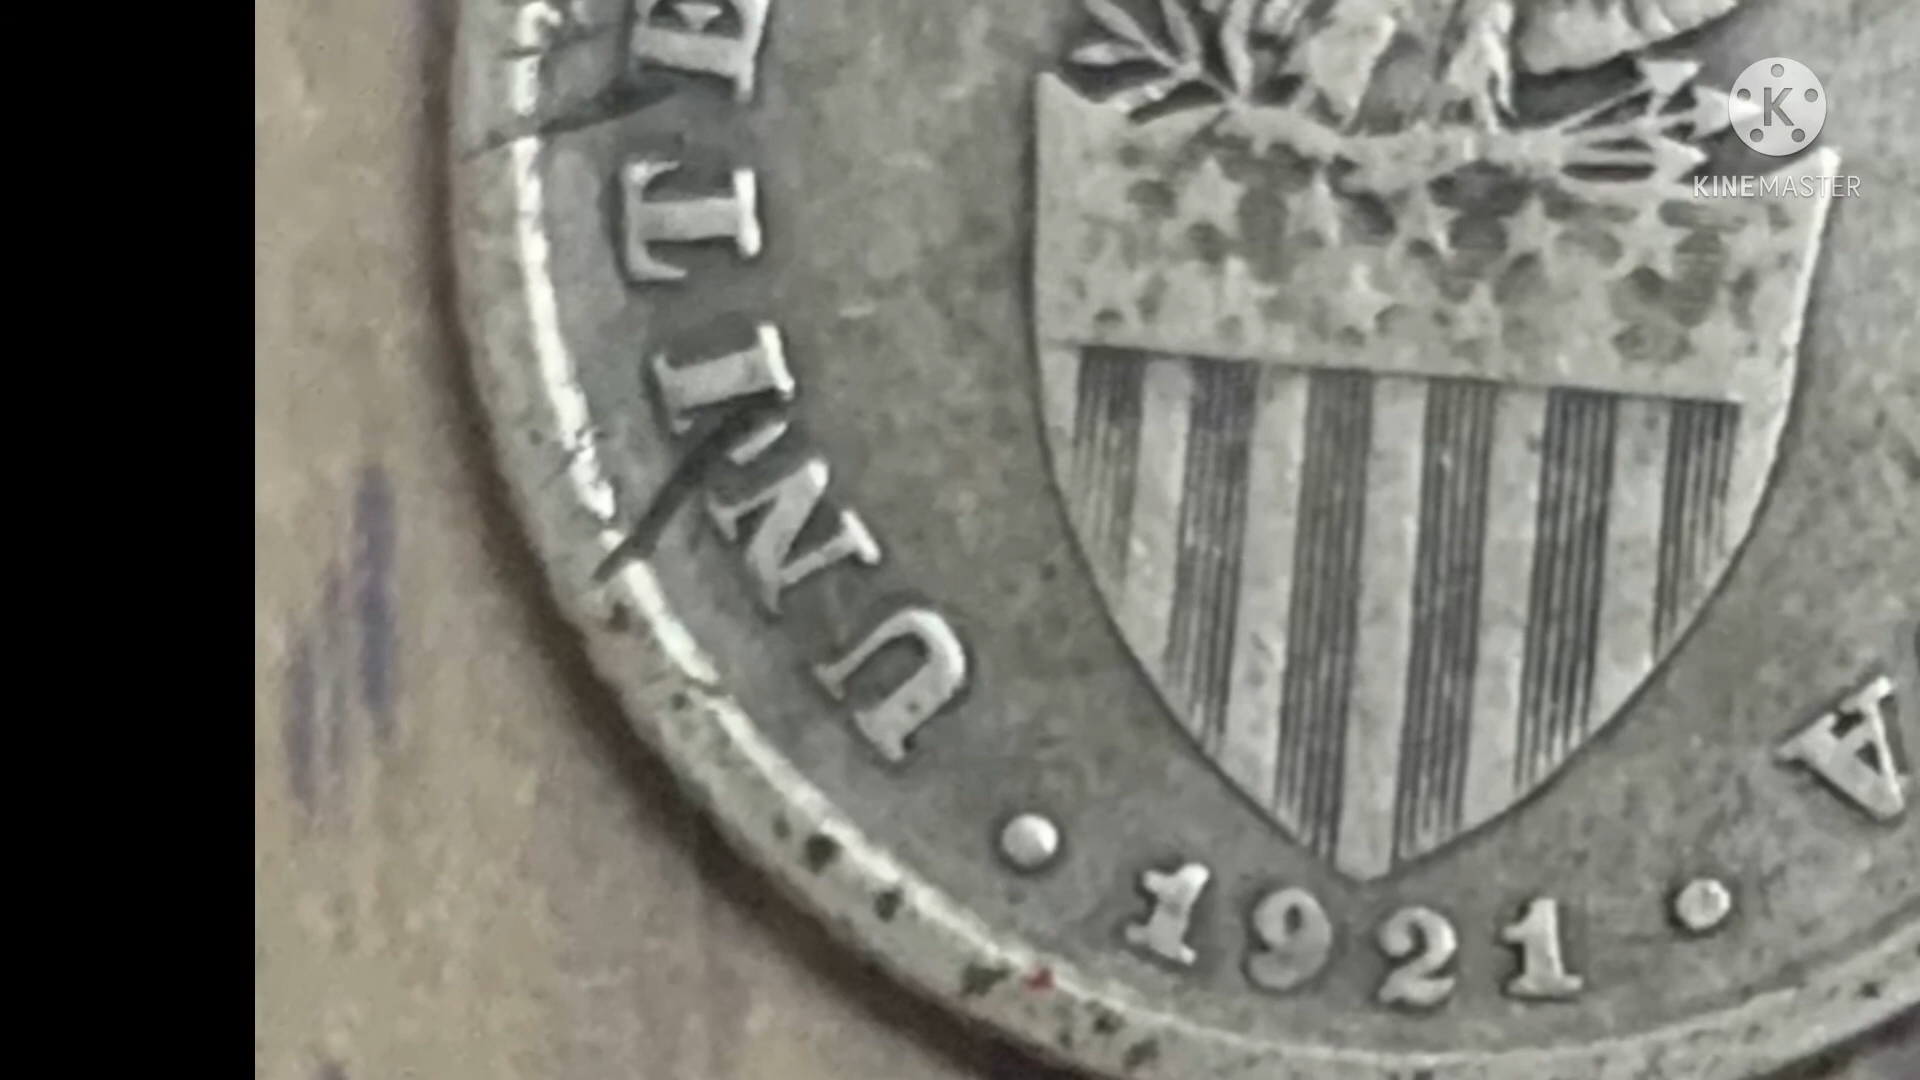 UNITE
• 1921 •
A
K
KINEMASTER